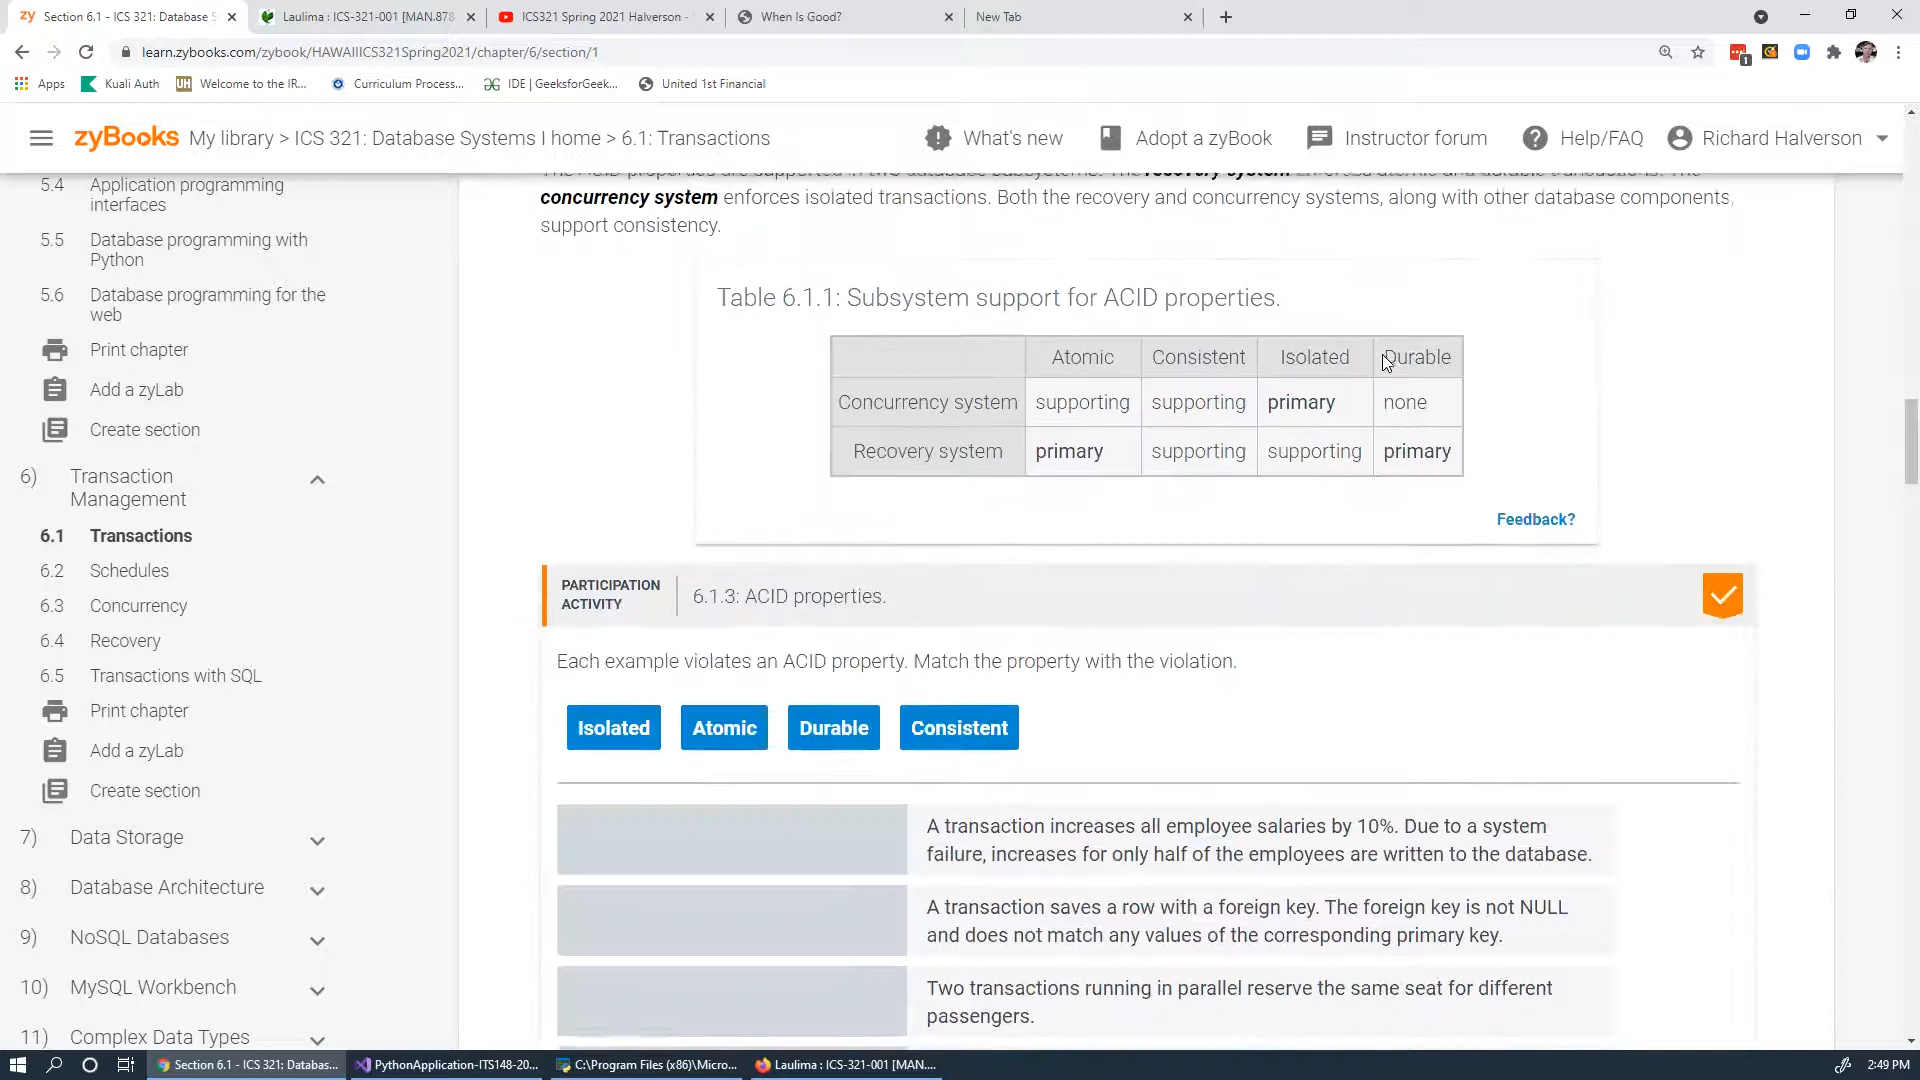 Section 6.1 - ICS 321: Database S
Laulima : ICS-321-001 [MAN.878
ICS321 Spring 2021 Halverson -
When Is Good?
New Tab
learn.zybooks.com/zybook/HAWAIIICS321Spring2021/chapter/6/section/1
1
Apps
Kuali Auth
UH Welcome to the IR...
Curriculum Process...
IDE | GeeksforGeek...
United 1st Financial
zyBooks My library > ICS 321: Database Systems I home > 6.1: Transactions
What's new
Adopt a zyBook
Instructor forum
Help/FAQ
Richard Halverson
5.4 Application programming
interfaces
5.5 Database programming with
Python
5.6 Database programming for the
web
Print chapter
Add a zyLab
Create section
6) Transaction
Management
6.1 Transactions
6.2 Schedules
6.3 Concurrency
6.4 Recovery
6.5 Transactions with SQL
Print chapter
Add a zyLab
Create section
7) Data Storage
8) Database Architecture
9) NoSQL Databases
10) MySQL Workbench
11) Complex Data Types
The ACID properties are supported in two database subsystems. The recovery system
concurrency system enforces isolated transactions. Both the recovery and concurrency systems, along with other database components,
support consistency.
Table 6.1.1: Subsystem support for ACID properties.
Atomic Consistent Isolated Durable
Concurrency system supporting supporting primary none
Recovery system primary supporting supporting primary
Feedback?
PARTICIPATION
ACTIVITY
6.1.3: ACID properties.
Each example violates an ACID property. Match the property with the violation.
Isolated Atomic Durable Consistent
A transaction increases all employee salaries by 10%. Due to a system
failure, increases for only half of the employees are written to the database.
A transaction saves a row with a foreign key. The foreign key is not NULL
and does not match any values of the corresponding primary key.
Two transactions running in parallel reserve the same seat for different
passengers.
Section 6.1 - ICS 321: Databas...
PythonApplication-ITS148-20...
C:\Program Files (x86)\Micro...
Laulima : ICS-321-001 [MAN....
2:49 PM